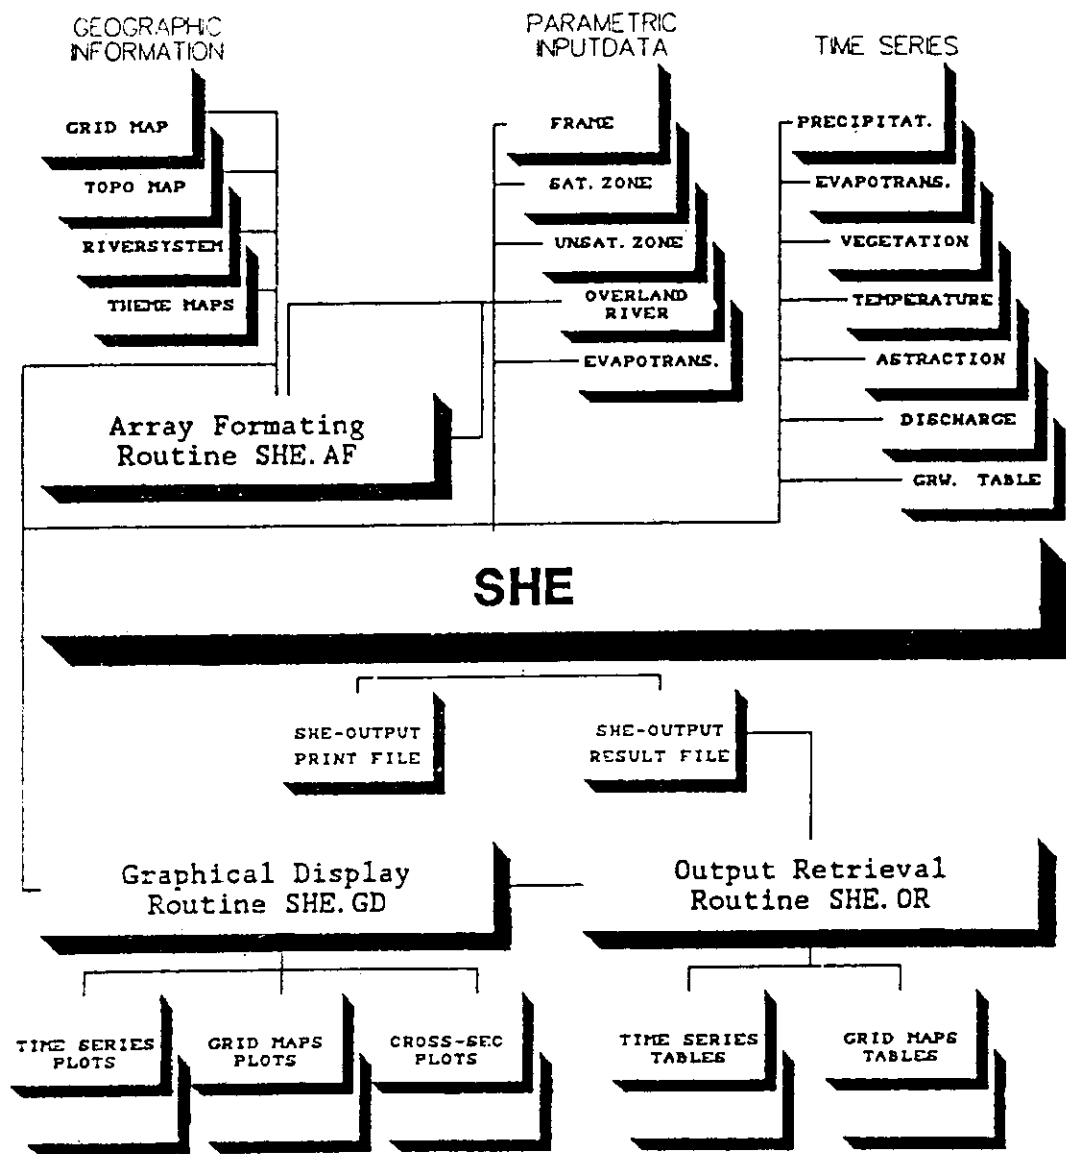 GEOGRAPHIC
INFORMATION
GRID MAP
TOPO MAP
RIVERSYSTEM
THEME MAPS
PARAMETRIC
INPUTDATA
FRAME
SAT. ZONE
UNSAT. ZONE
OVERLAND
RIVER
EVAPOTRANS.
TIME SERIES
PRECIPITAT.
EVAPOTRANS.
VEGETATION
TEMPERATURE
ASTRACTION
DISCHARGE
GRW. TABLE
Array Formating
Routine SHE.AF
SHE
SHE-OUTPUT
PRINT FILE
SHE-OUTPUT
RESULT FILE
Graphical Display
Routine SHE.GD
Output Retrieval
Routine SHE.OR
TIME SERIES
PLOTS
GRID MAPS
PLOTS
CROSS-SEC
PLOTS
TIME SERIES
TABLES
GRID MAPS
TABLES